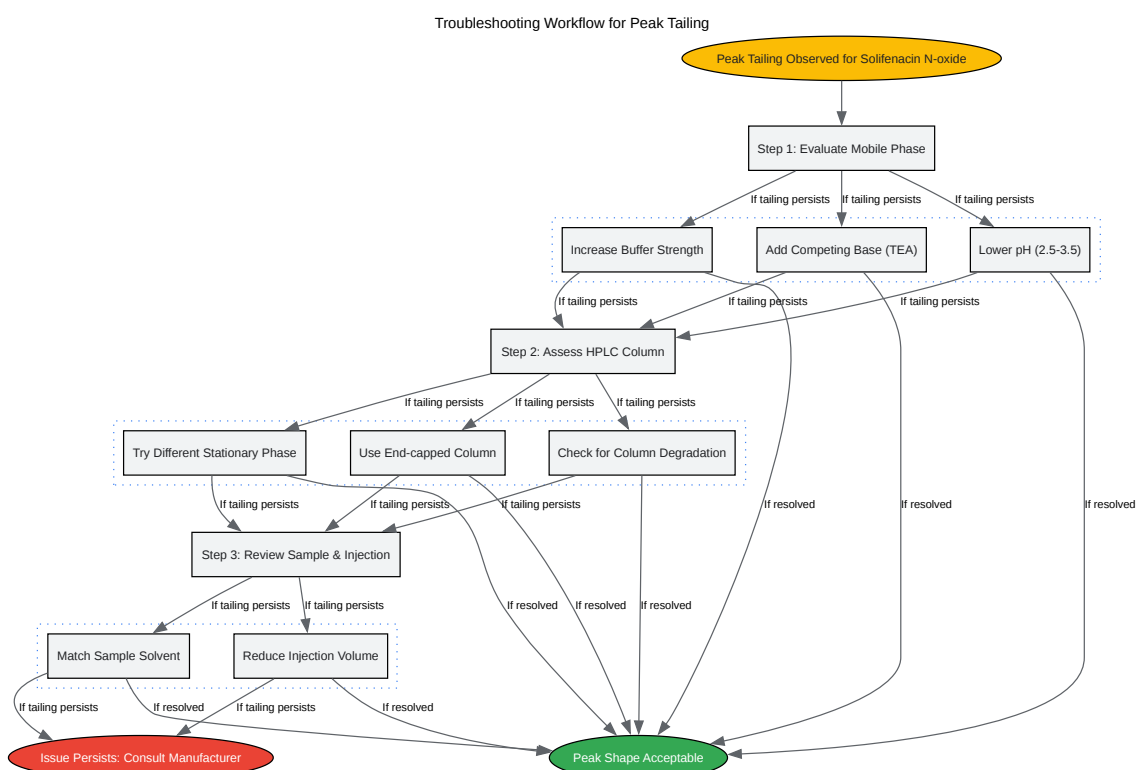 Troubleshooting Workflow for Peak Tailing
Peak Tailing Observed for Solifenacin N-oxide
Step 1: Evaluate Mobile Phase
If tailing persists
If tailing persists
If tailing persists
Increase Buffer Strength
Add Competing Base (TEA)
Lower pH (2.5-3.5)
If tailing persists
If tailing persists
If tailing persists
Step 2: Assess HPLC Column
If tailing persists
If tailing persists
If tailing persists
Try Different Stationary Phase
Use End-capped Column
Check for Column Degradation
If tailing persists
If tailing persists
If tailing persists
If resolved
If resolved
If resolved
Step 3: Review Sample & Injection
If tailing persists
If tailing persists
If resolved
If resolved
If resolved
Match Sample Solvent
Reduce Injection Volume
If tailing persists
If resolved
If tailing persists
If resolved
Issue Persists: Consult Manufacturer
Peak Shape Acceptable